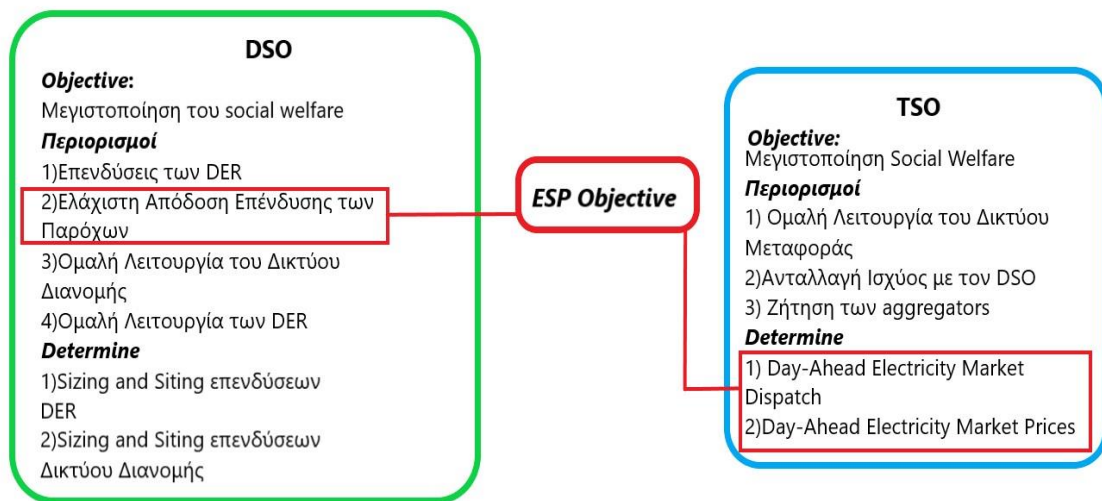 DSO
Objective:
Μεγιστοποίηση του social welfare
Περιορισμοί
1)Επενδύσεις των DER
2)Ελάχιστη Απόδοση Επένδυσης των
Παρόχων
3)Ομαλή Λειτουργία του Δικτύου
Διανομής
4)Ομαλή Λειτουργία των DER
Determine
1)Sizing and Siting επενδύσεων
DER
2)Sizing and Siting επενδύσεων
Δικτύου Διανομής
ESP Objective
TSO
Objective:
Μεγιστοποίηση Social Welfare
Περιορισμοί
1) Ομαλή Λειτουργία του Δικτύου
Μεταφοράς
2)Ανταλλαγή Ισχύος με τον DSO
3) Ζήτηση των aggregators
Determine
1) Day-Ahead Electricity Market
Dispatch
2)Day-Ahead Electricity Market Prices